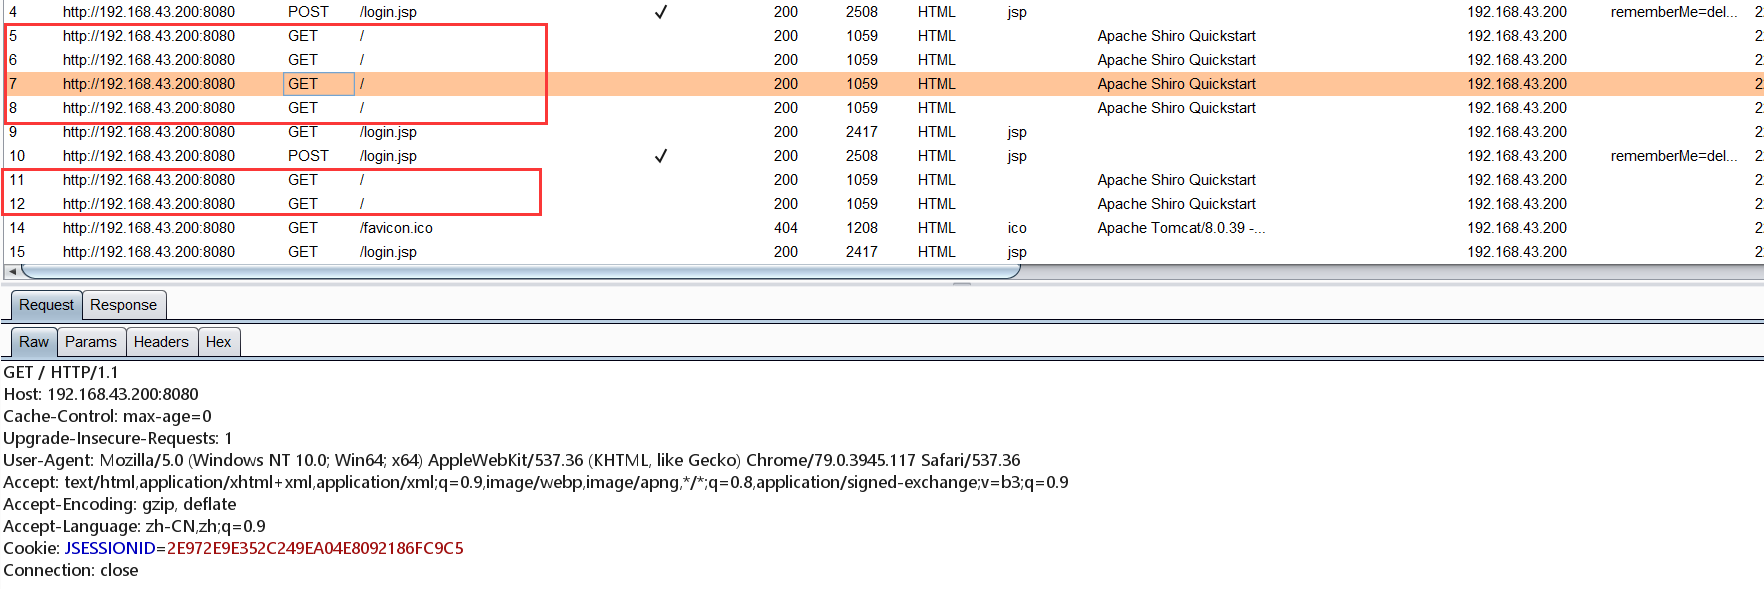 4 http://192.168.43.200:8080 POST /login.jsp ✓ 200 2508 HTML jsp 192.168.43.200 rememberMe=del... 2
5 http://192.168.43.200:8080 GET / 200 1059 HTML Apache Shiro Quickstart 192.168.43.200 2
6 http://192.168.43.200:8080 GET / 200 1059 HTML Apache Shiro Quickstart 192.168.43.200 2
7 http://192.168.43.200:8080 GET / 200 1059 HTML Apache Shiro Quickstart 192.168.43.200 2
8 http://192.168.43.200:8080 GET / 200 1059 HTML Apache Shiro Quickstart 192.168.43.200 2
9 http://192.168.43.200:8080 GET /login.jsp 200 2417 HTML jsp 192.168.43.200 2
10 http://192.168.43.200:8080 POST /login.jsp ✓ 200 2508 HTML jsp 192.168.43.200 rememberMe=del... 2
11 http://192.168.43.200:8080 GET / 200 1059 HTML Apache Shiro Quickstart 192.168.43.200 2
12 http://192.168.43.200:8080 GET / 200 1059 HTML Apache Shiro Quickstart 192.168.43.200 2
14 http://192.168.43.200:8080 GET /favicon.ico 404 1208 HTML ico Apache Tomcat/8.0.39 -... 192.168.43.200 2
15 http://192.168.43.200:8080 GET /login.jsp 200 2417 HTML jsp 192.168.43.200 2
Request Response
Raw Params Headers Hex
GET / HTTP/1.1
Host: 192.168.43.200:8080
Cache-Control: max-age=0
Upgrade-Insecure-Requests: 1
User-Agent: Mozilla/5.0 (Windows NT 10.0; Win64; x64) AppleWebKit/537.36 (KHTML, like Gecko) Chrome/79.0.3945.117 Safari/537.36
Accept: text/html,application/xhtml+xml,application/xml;q=0.9,image/webp,image/apng,*/*;q=0.8,application/signed-exchange;v=b3;q=0.9
Accept-Encoding: gzip, deflate
Accept-Language: zh-CN,zh;q=0.9
Cookie: JSESSIONID=2E972E9E352C249EA04E8092186FC9C5
Connection: close